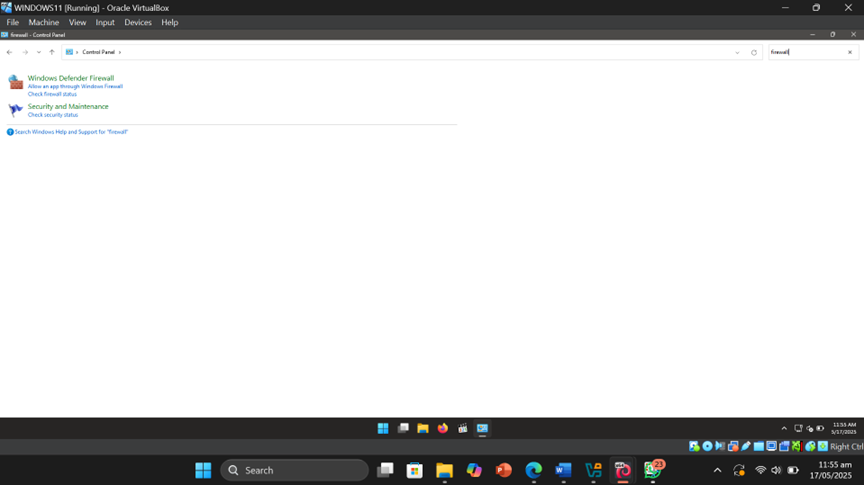 WINDOWS11 [Running] - Oracle VirtualBox
File Machine View Input Devices Help
firewall - Control Panel
Control Panel
firewall
Windows Defender Firewall
Allow an app through Windows Firewall
Check firewall status
Security and Maintenance
Check security status
Search Windows Help and Support for "firewall"
11:55 AM
5/17/2025
Right Ctrl
Search
23
11:55 am
17/05/2025